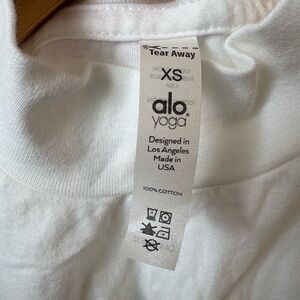 Tear Away
XS
alo
yoga
Designed in
Los Angeles
Made in
USA
100% COTTON